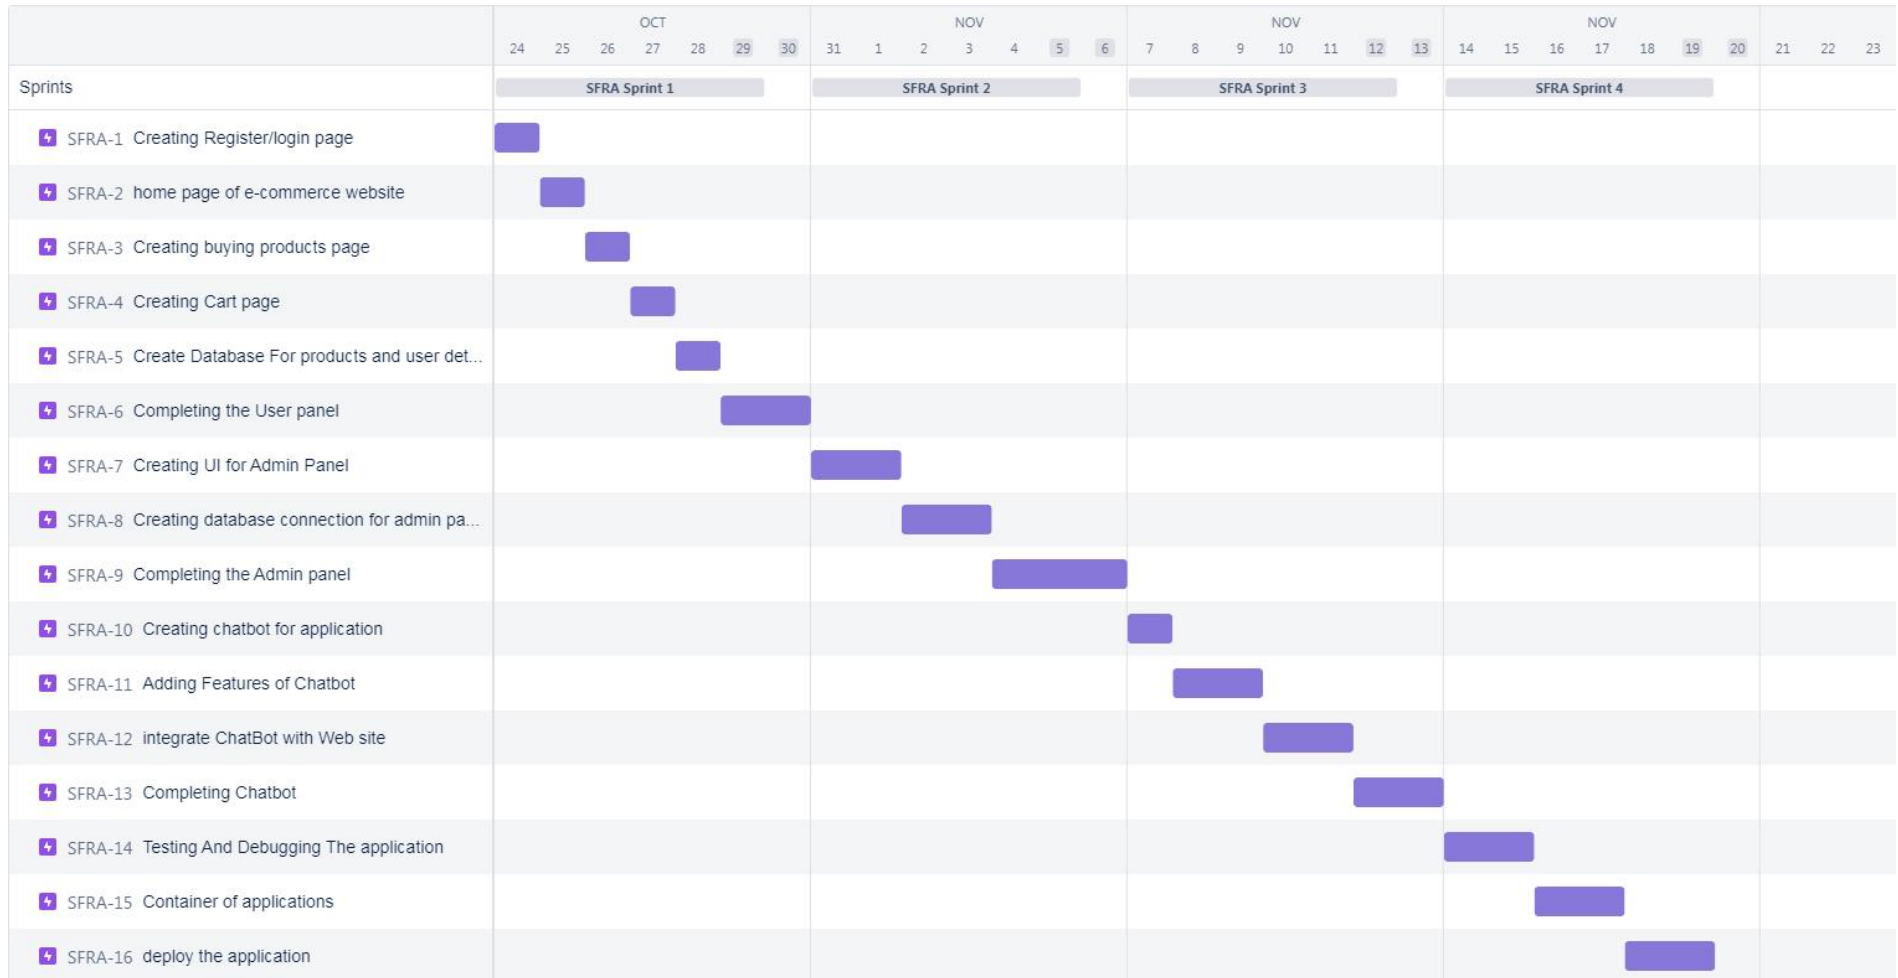 OCT NOV NOV NOV
24 25 26 27 28 29 30 31 1 2 3 4 5 6 7 8 9 10 11 12 13 14 15 16 17 18 19 20 21 22 23
Sprints SFRA Sprint 1 SFRA Sprint 2 SFRA Sprint 3 SFRA Sprint 4
SFRA-1 Creating Register/login page
SFRA-2 home page of e-commerce website
SFRA-3 Creating buying products page
SFRA-4 Creating Cart page
SFRA-5 Create Database For products and user det...
SFRA-6 Completing the User panel
SFRA-7 Creating UI for Admin Panel
SFRA-8 Creating database connection for admin pa...
SFRA-9 Completing the Admin panel
SFRA-10 Creating chatbot for application
SFRA-11 Adding Features of Chatbot
SFRA-12 integrate ChatBot with Web site
SFRA-13 Completing Chatbot
SFRA-14 Testing And Debugging The application
SFRA-15 Container of applications
SFRA-16 deploy the application